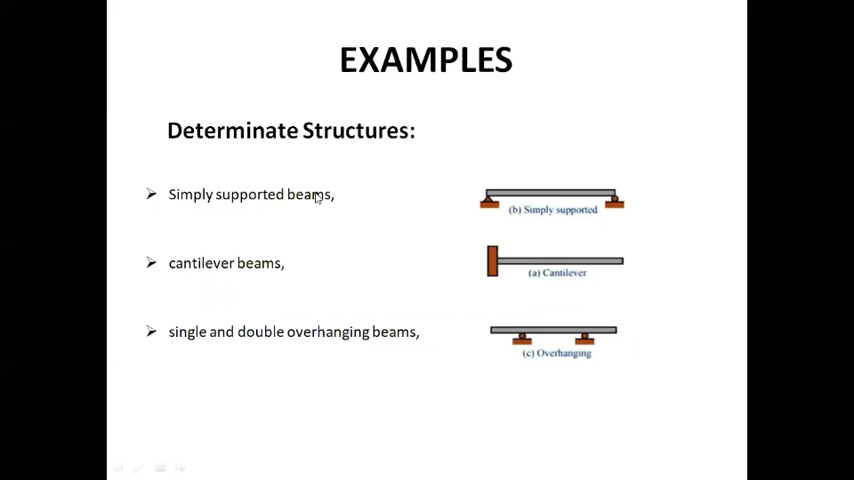 EXAMPLES
Determinate Structures:
Simply supported beams,
(b) Simply supported
cantilever beams,
(a) Cantilever
single and double overhanging beams,
(c) Overhanging